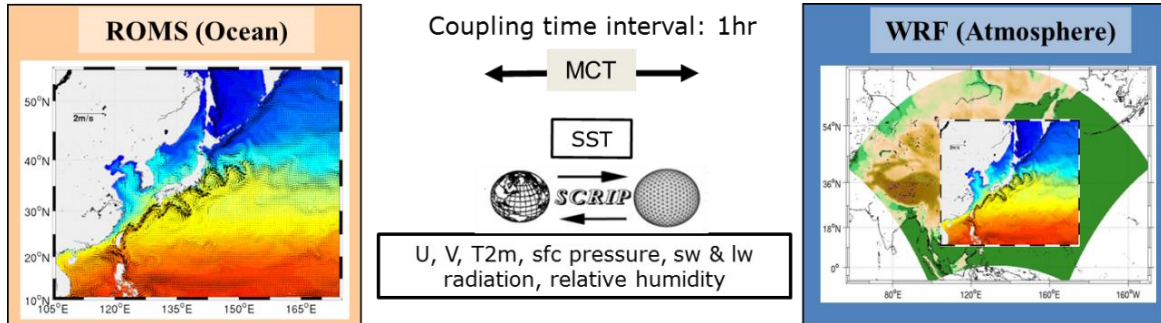 ROMS (Ocean)
50°N
40°N
30°N
20°N
10°N
105°E 120°E 135°E 150°E 165°E
2m/s
Coupling time interval: 1hr
MCT
SST
SCRIP
U, V, T2m, sfc pressure, sw & lw
radiation, relative humidity
WRF (Atmosphere)
54°N
36°N
18°N
0°N
80°E 120°E 160°E 160°W